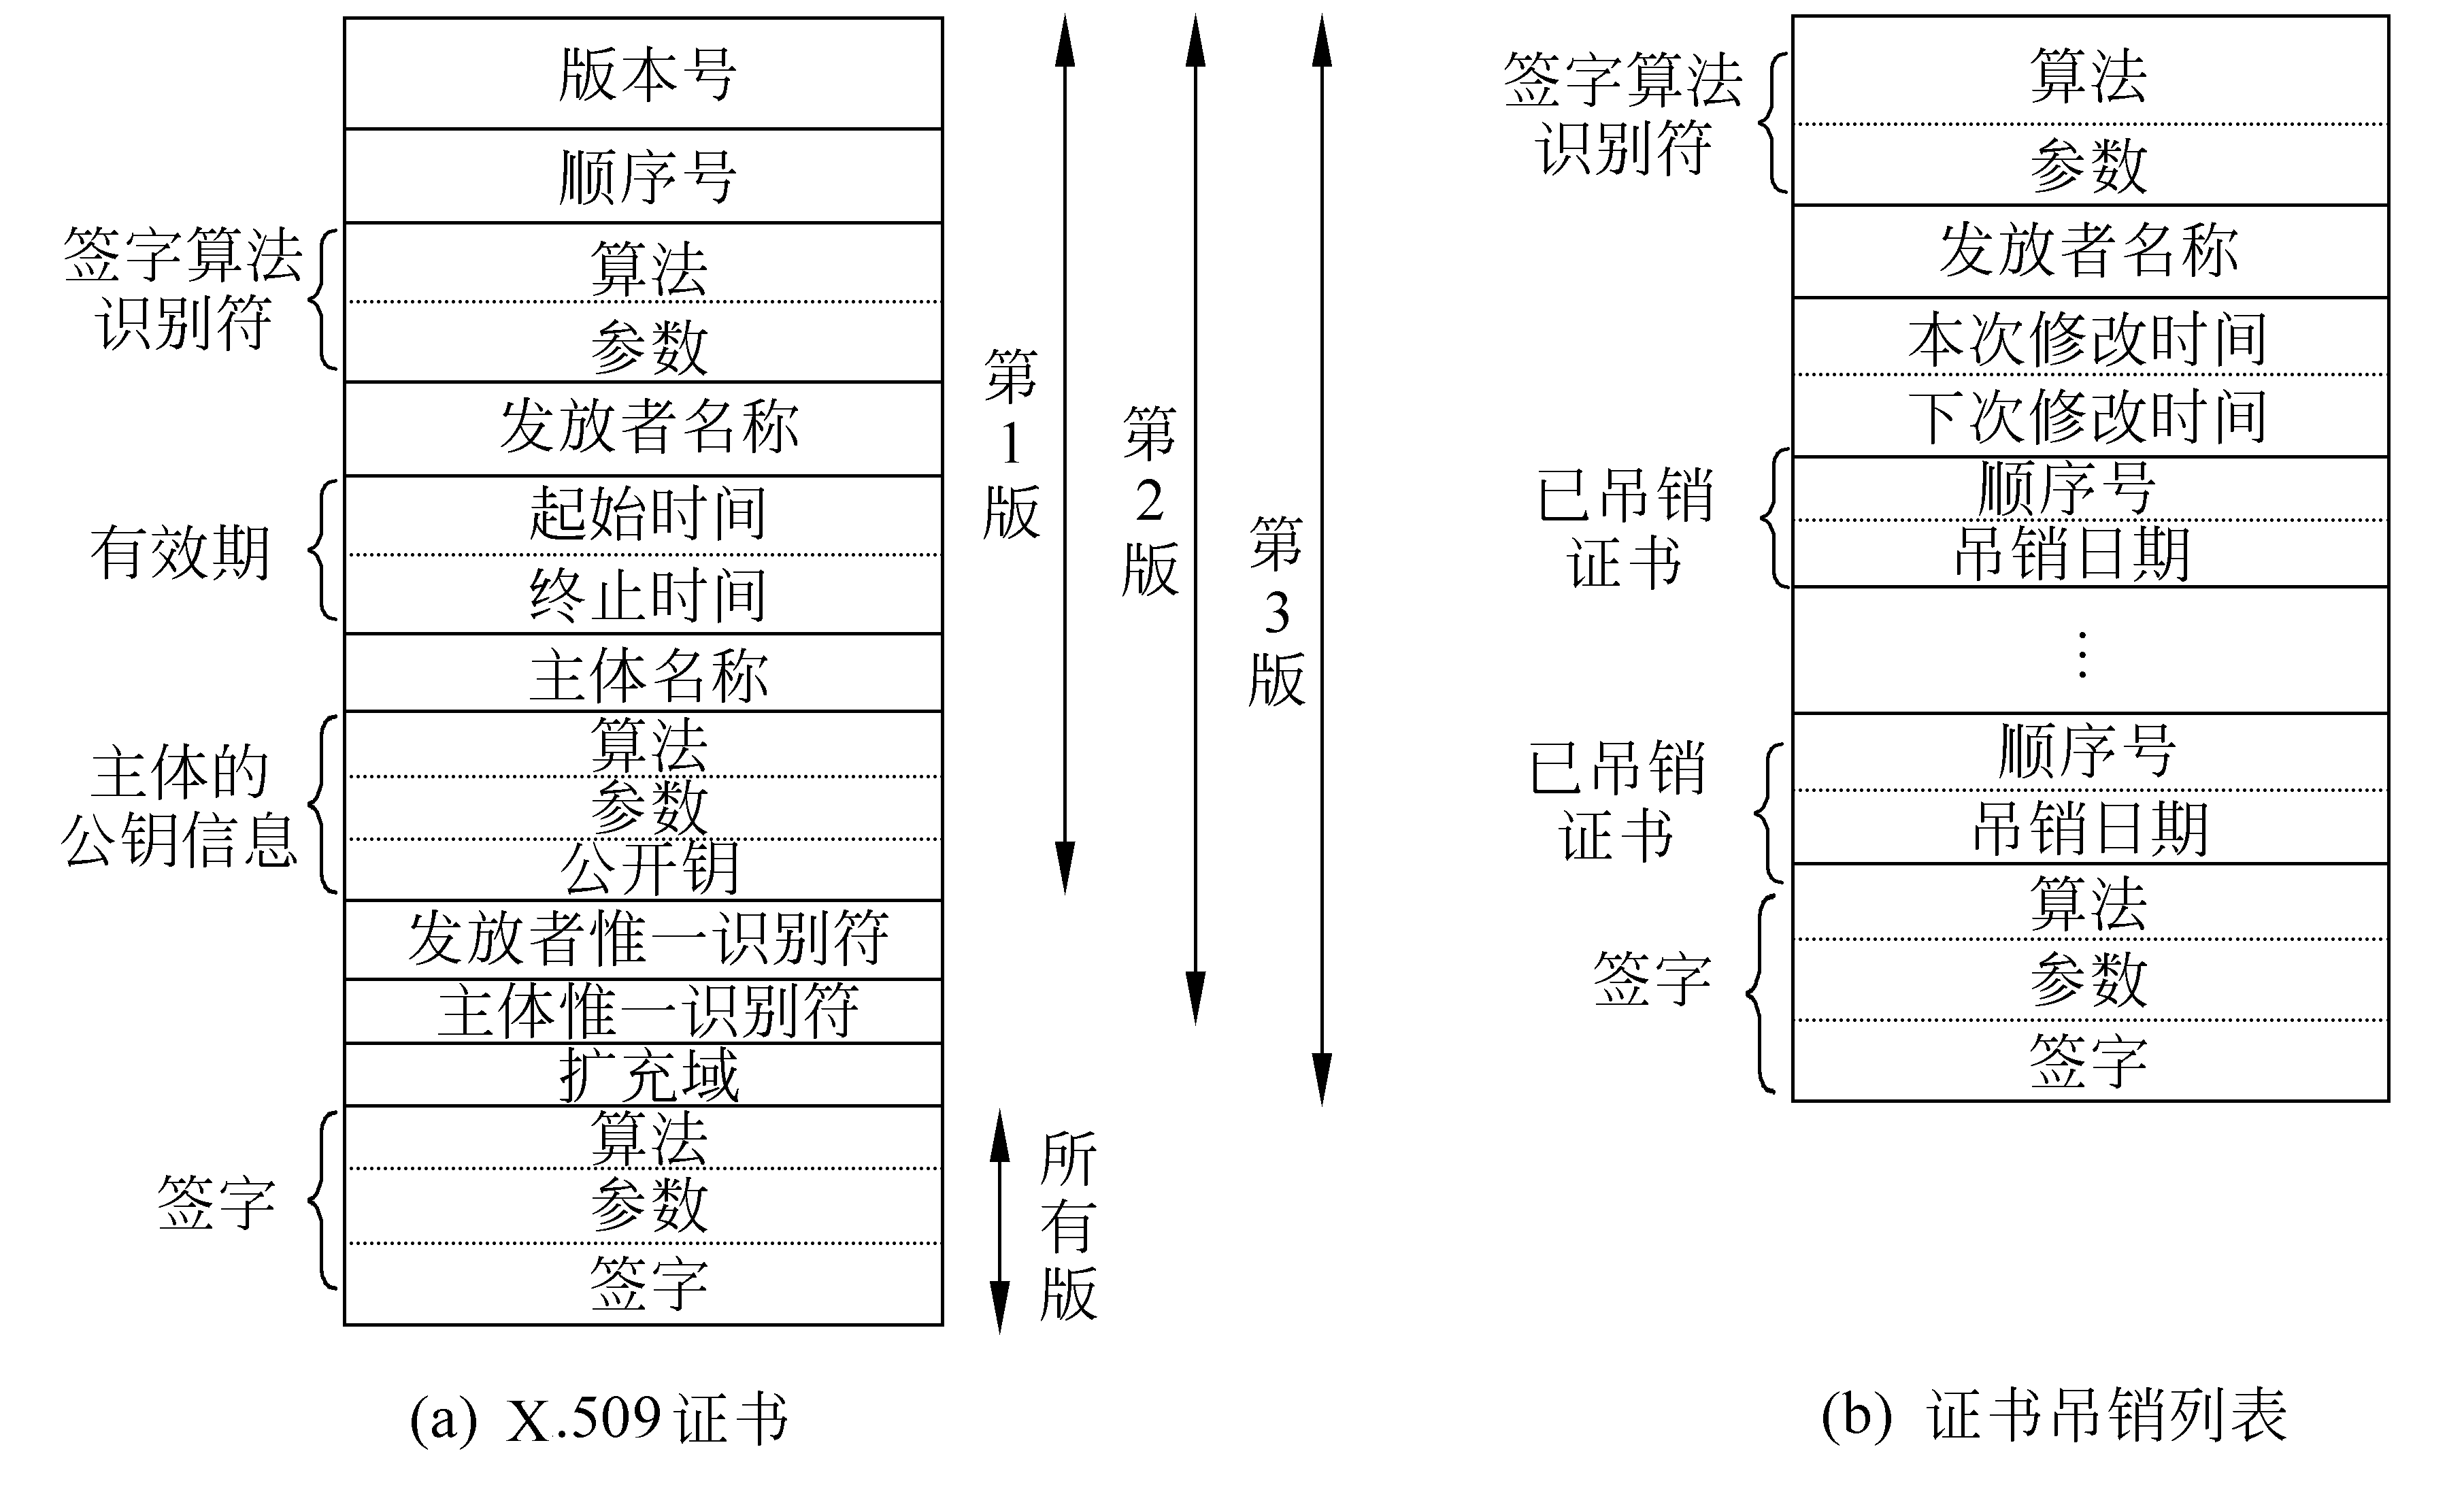 版本号
顺序号
签字算法
识别符
算法
参数
发放者名称
有效期
起始时间
终止时间
主体名称
主体的
公钥信息
算法
参数
公开钥
发放者惟一识别符
主体惟一识别符
扩充域
签字
算法
参数
签字
第1版
第2版
第3版
所有版
(a) X.509证书
签字算法
识别符
算法
参数
发放者名称
本次修改时间
下次修改时间
已吊销
证书
顺序号
吊销日期
⋮
已吊销
证书
顺序号
吊销日期
签字
算法
参数
签字
(b) 证书吊销列表